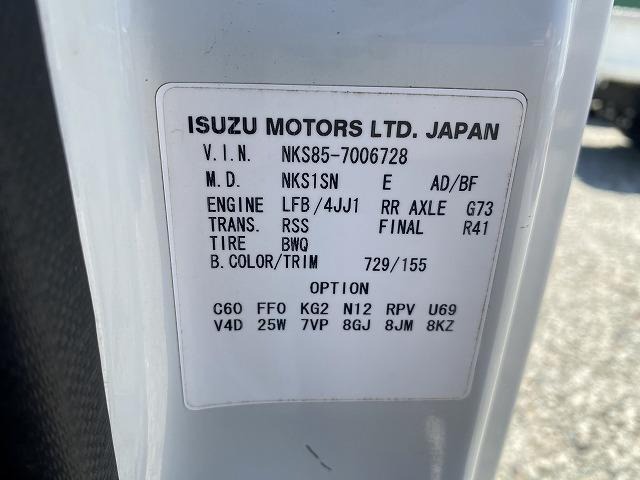 ISUZU MOTORS LTD. JAPAN
V.I.N. NKS85-7006728
M.D. NKS1SN E AD/BF
ENGINE LFB/4JJ1 RR AXLE G73
TRANS. RSS FINAL R41
TIRE BWQ
B.COLOR/TRIM 729/155
OPTION
C60 FF0 KG2 N12 RPV U69
V4D 25W 7VP 8GJ 8JM 8KZ